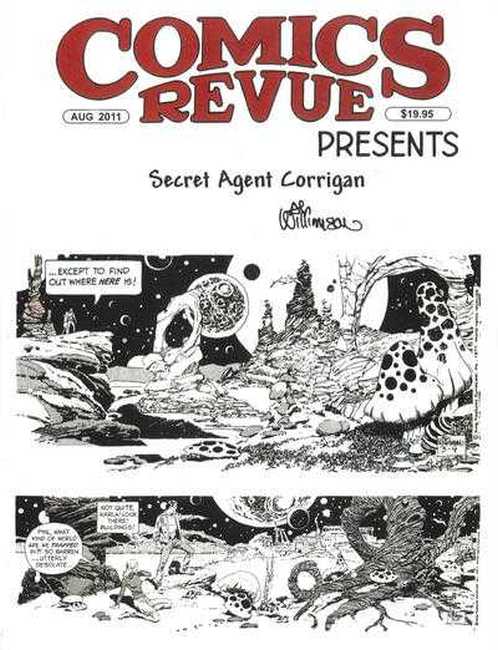 COMICS
REVUE
AUG 2011
$19.95
PRESENTS
Secret Agent Corrigan
Al
Williamson
...EXCEPT TO FIND
OUT WHERE HERE IS!
PHIL, WHAT
KIND OF WORLD
ARE WE TRAPPED
IN?! SO BARREN
...UTTERLY
DESOLATE.
NOT QUITE,
KARLA! LOOK
THERE!
BUILDINGS!